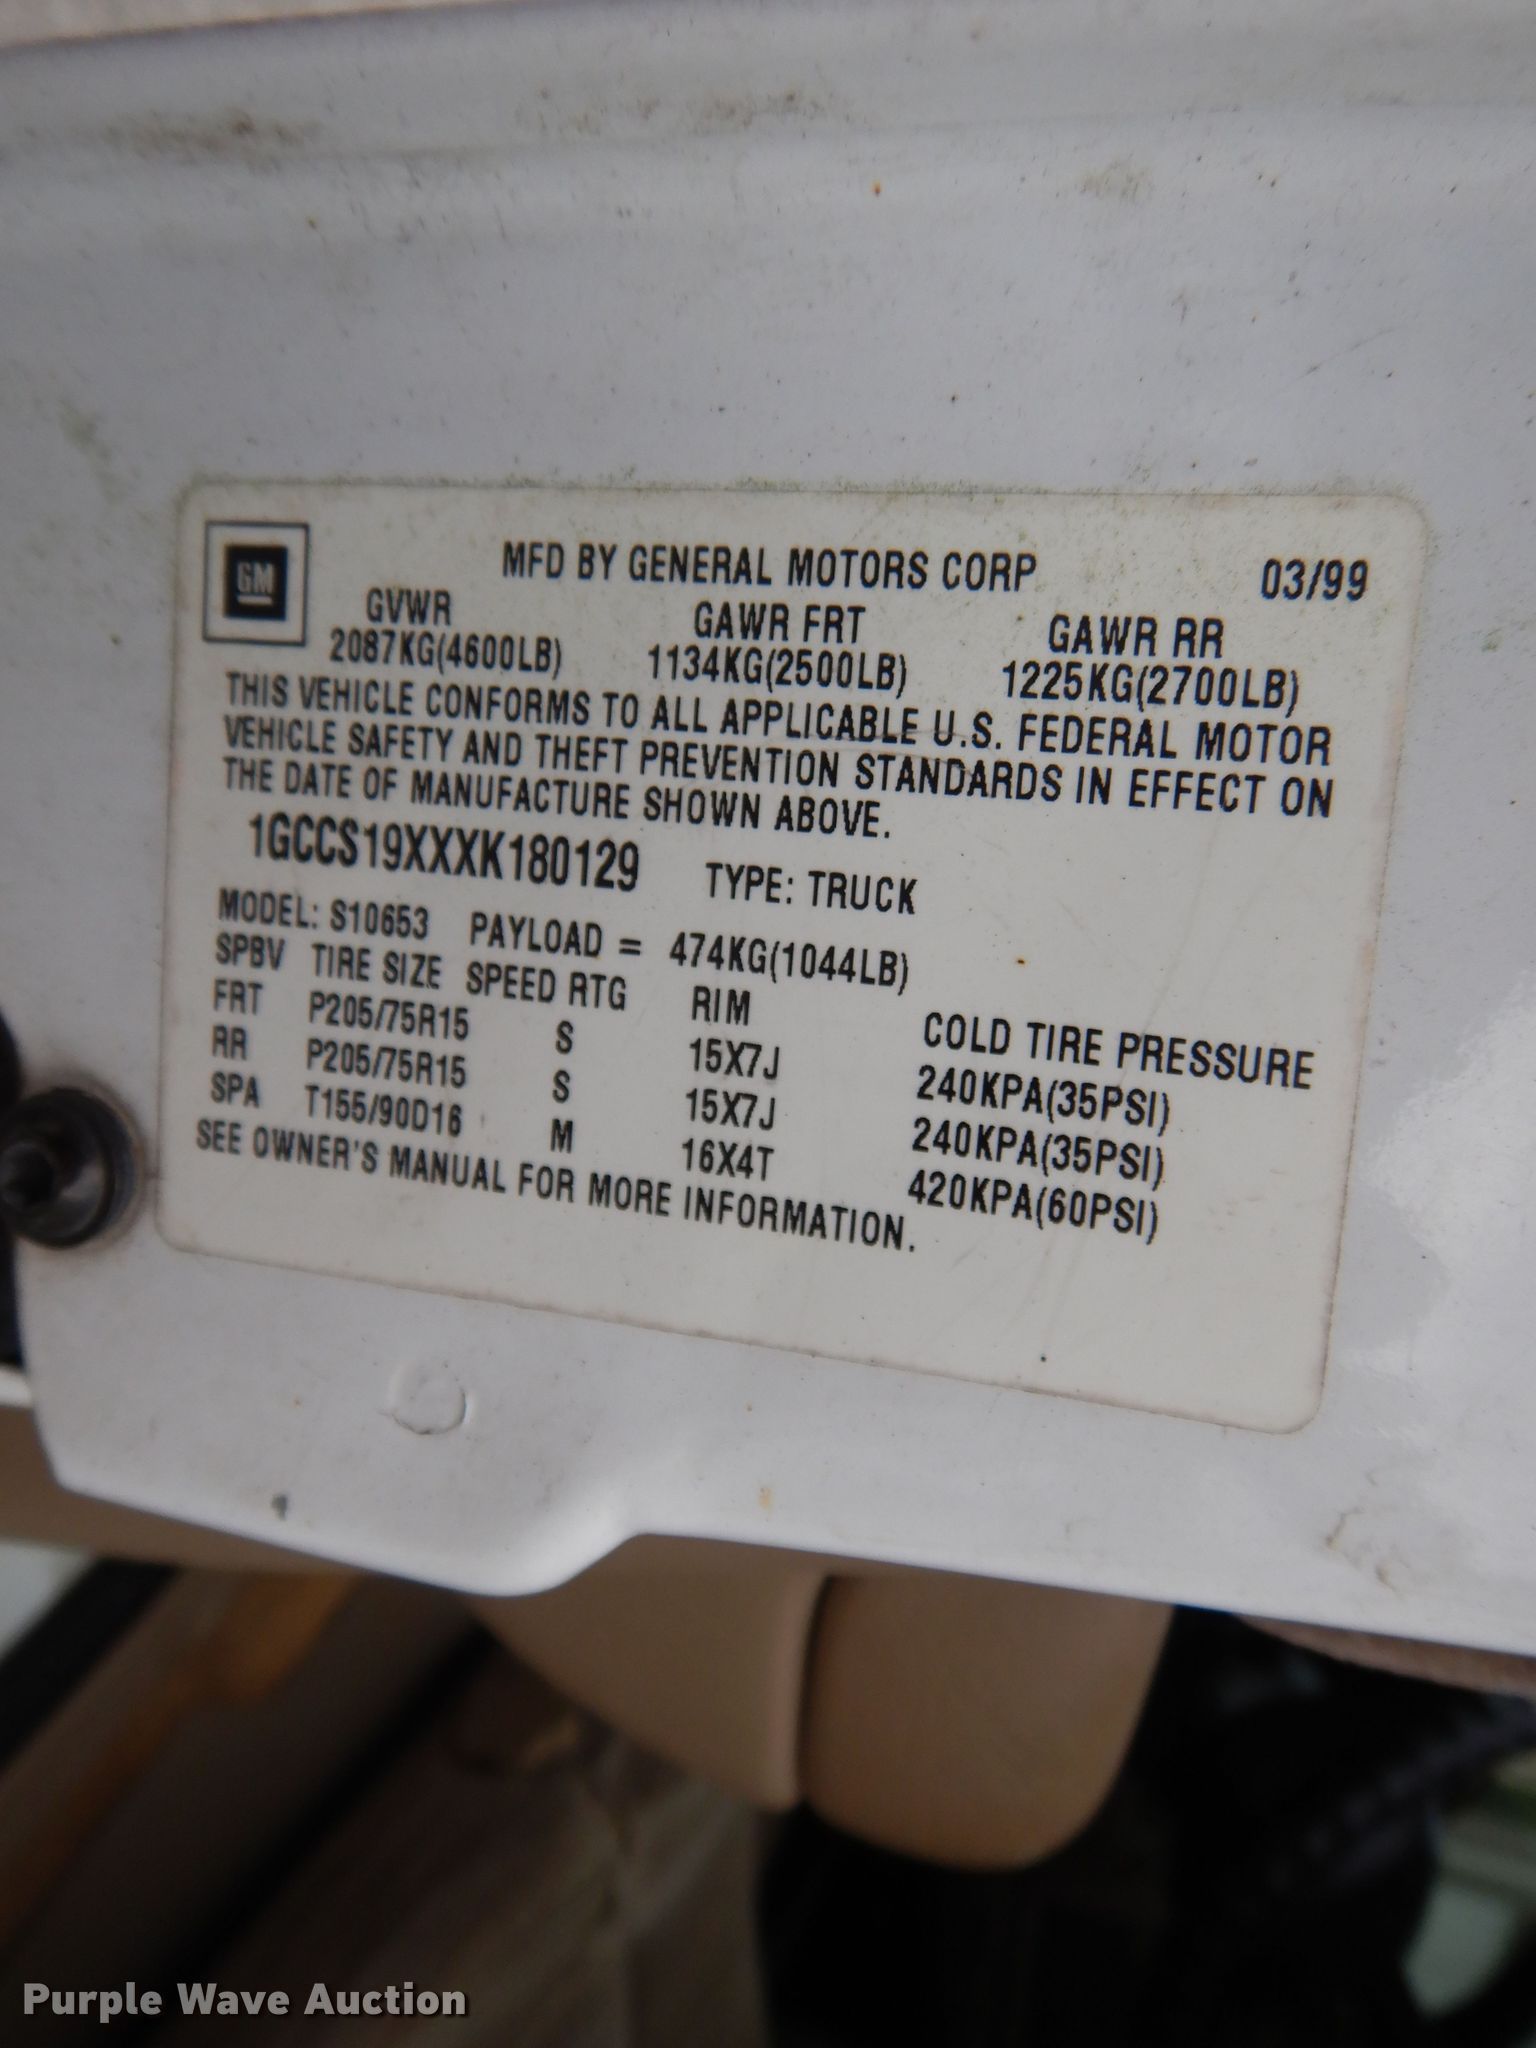 GM
MFD BY GENERAL MOTORS CORP 03/99
GVWR GAWR FRT GAWR RR
2087KG(4600LB) 1134KG(2500LB) 1225KG(2700LB)
THIS VEHICLE CONFORMS TO ALL APPLICABLE U.S. FEDERAL MOTOR
VEHICLE SAFETY AND THEFT PREVENTION STANDARDS IN EFFECT ON
THE DATE OF MANUFACTURE SHOWN ABOVE.
1GCCS19XXXK180129 TYPE: TRUCK
MODEL: S10653 PAYLOAD = 474KG(1044LB)
SPBV TIRE SIZE SPEED RTG RIM COLD TIRE PRESSURE
FRT P205/75R15 S 15X7J 240KPA(35PSI)
RR P205/75R15 S 15X7J 240KPA(35PSI)
SPA T155/90D16 M 16X4T 420KPA(60PSI)
SEE OWNER'S MANUAL FOR MORE INFORMATION.
Purple Wave Auction